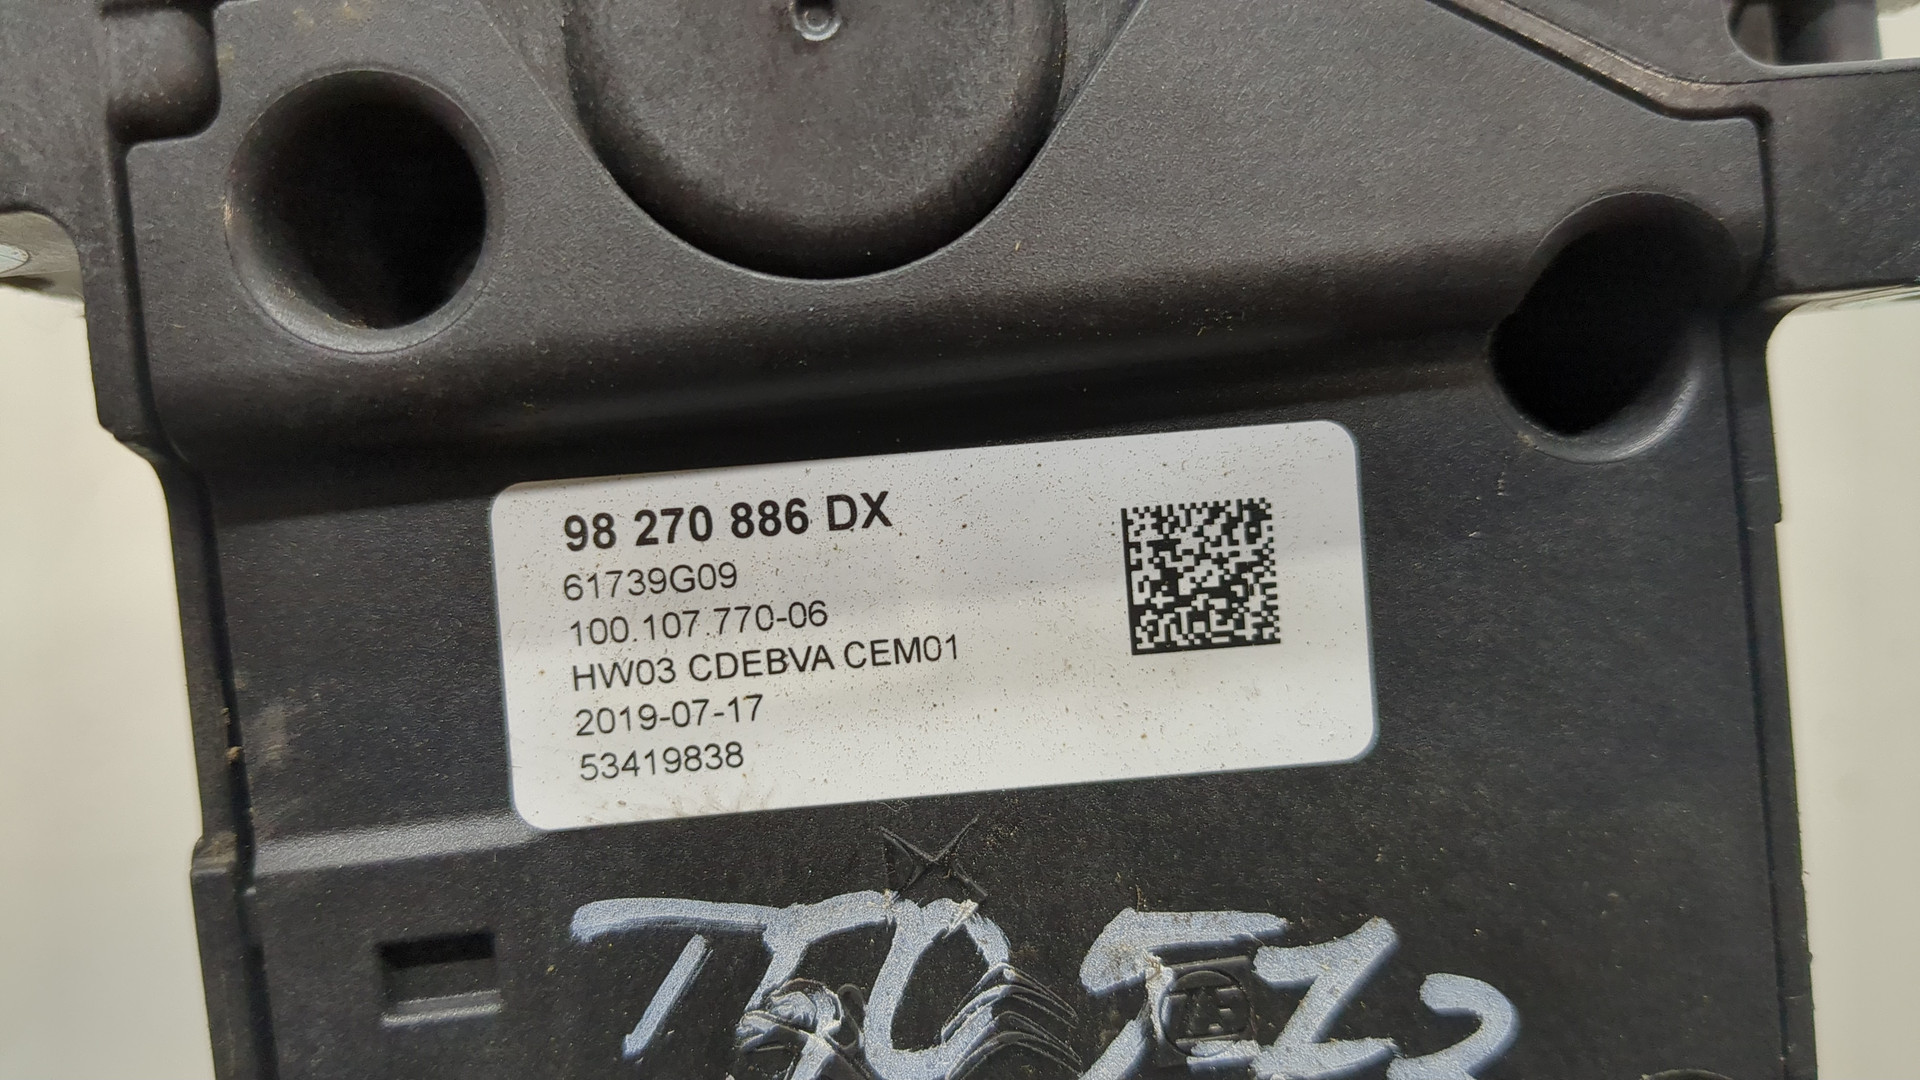 98 270 886 DX
61739G09
100.107.770-06
HW03 CDEBVA CEM01
2019-07-17
53419838